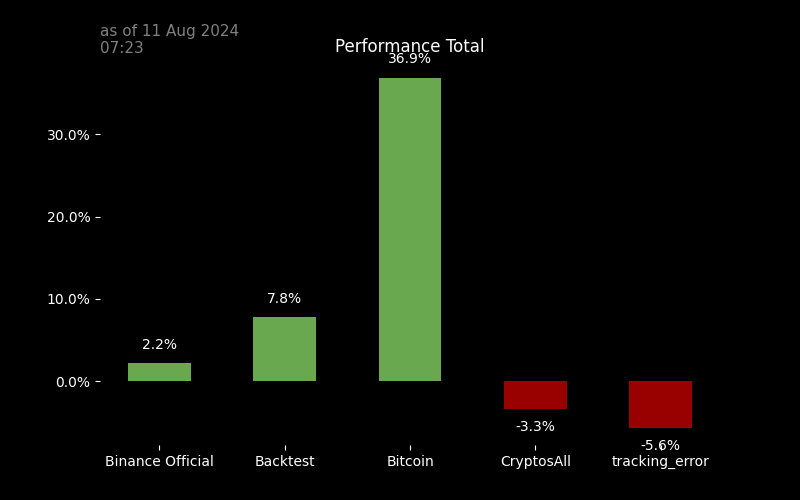 as of 11 Aug 2024
07:23
Performance Total
36.9%
30.0%
20.0%
10.0%
7.8%
2.2%
0.0%
-3.3%
-5.6%
Binance Official
Backtest
Bitcoin
CryptosAll
tracking_error